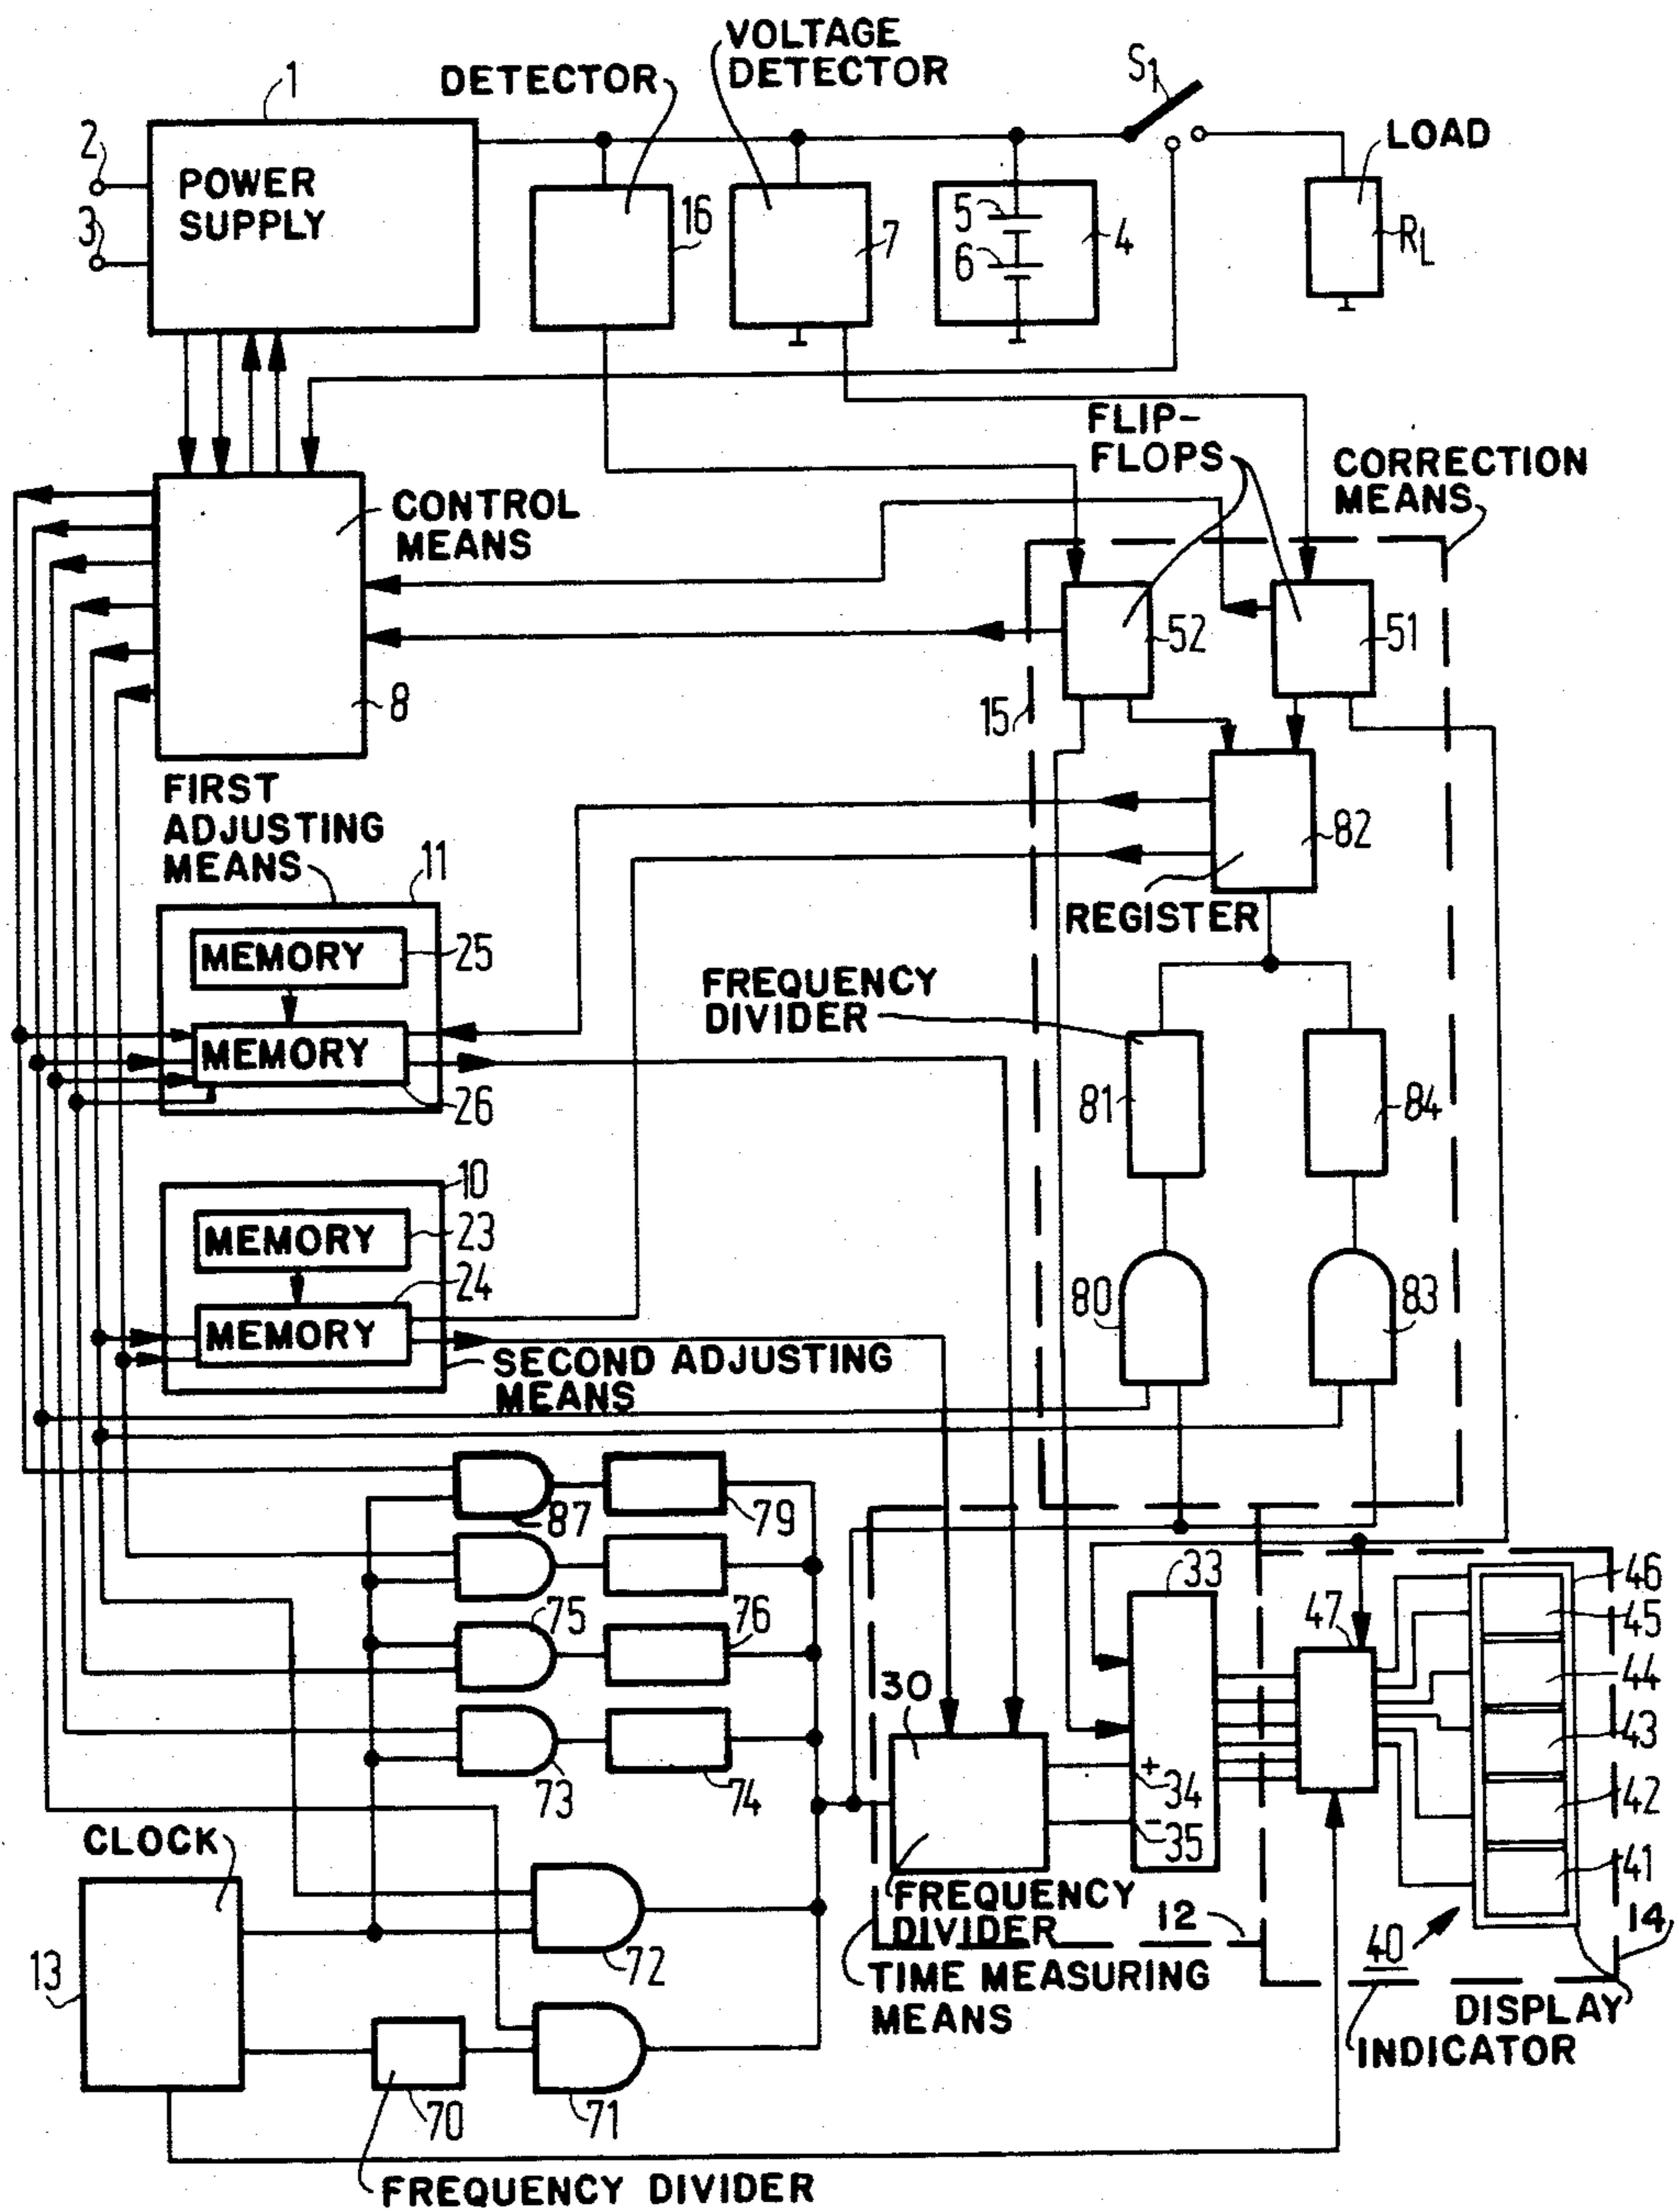 VOLTAGE
DETECTOR
DETECTOR
S1
1
2
3
POWER
SUPPLY
LOAD
16
7
5
6
4
RL
FLIP-
FLOPS
CORRECTION
MEANS
CONTROL
MEANS
8
52
51
15
82
REGISTER
FIRST
ADJUSTING
MEANS
11
MEMORY
25
MEMORY
26
FREQUENCY
DIVIDER
81
84
10
MEMORY
23
24
MEMORY
SECOND ADJUSTING
MEANS
80
83
87
79
75
76
73
74
33
30
47
46
45
44
43
42
41
+
34
-
35
CLOCK
13
72
FREQUENCY
DIVIDER
12
40
14
TIME MEASURING
MEANS
DISPLAY
INDICATOR
70
71
FREQUENCY DIVIDER